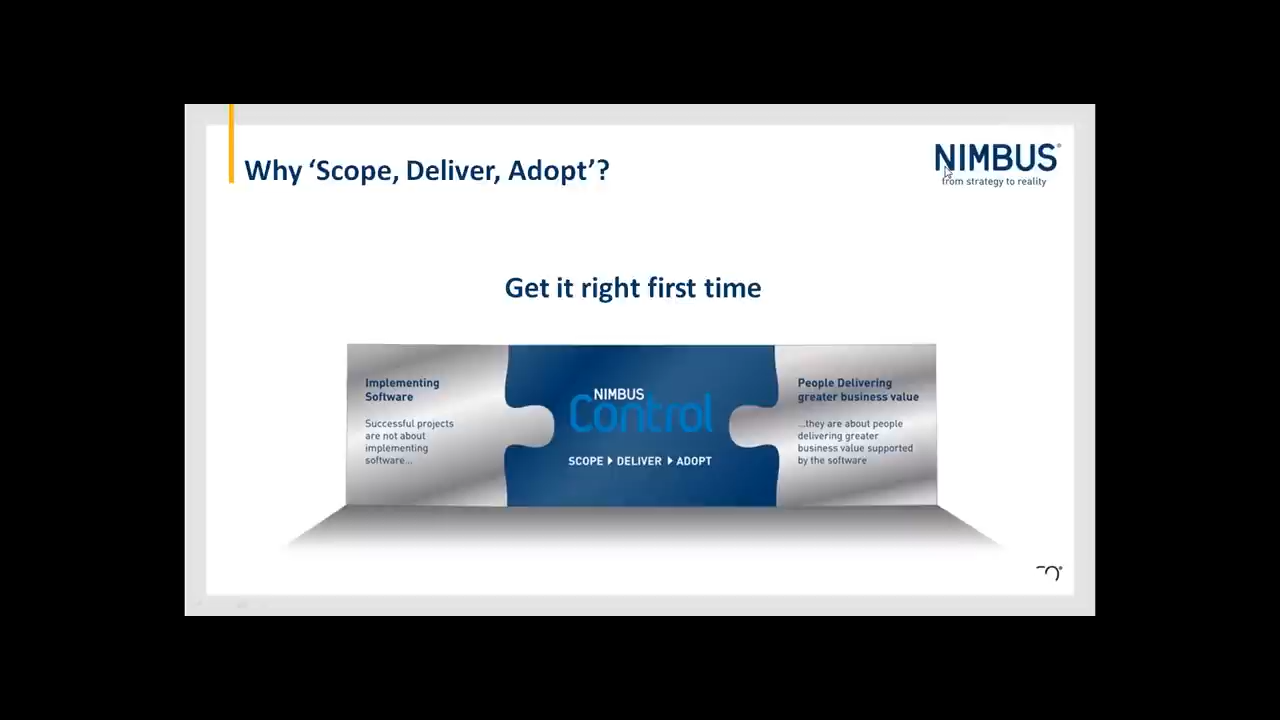 Why ‘Scope, Deliver, Adopt’?
NIMBUS®
from strategy to reality
Get it right first time
Implementing
Software
Successful projects
are not about
implementing
software...
NIMBUS
Control
SCOPE DELIVER ADOPT
People Delivering
greater business value
...they are about people
delivering greater
business value supported
by the software